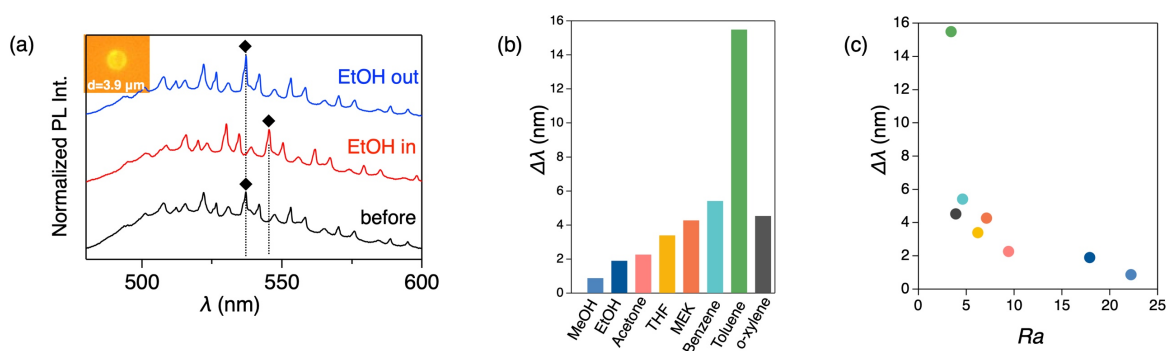 (a)
Normalized PL Int.
d=3.9 μm
EtOH out
EtOH in
before
500
550
600
λ (nm)
(b)
Δλ (nm)
16
14
12
10
8
6
4
2
0
MeOH
EtOH
Acetone
THF
MEK
Benzene
Toluene
o-xylene
(c)
Δλ (nm)
16
14
12
10
8
6
4
2
0
0
5
10
15
20
25
Ra